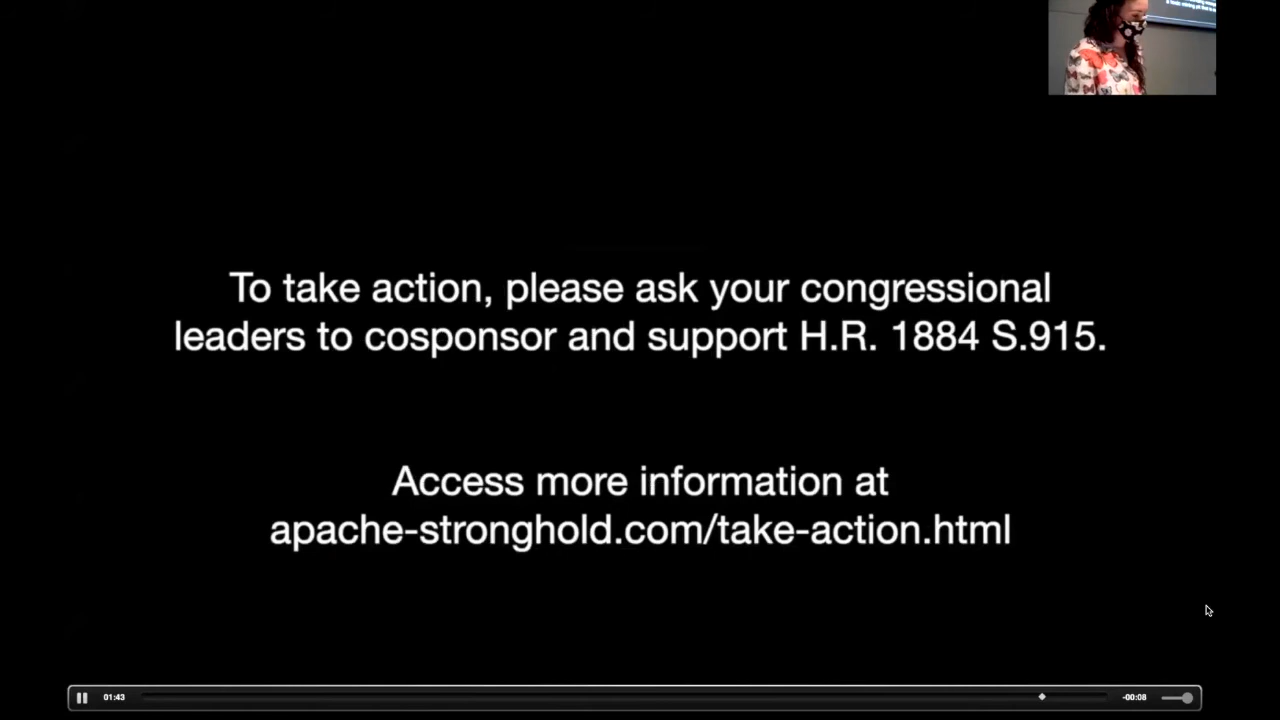 To take action, please ask your congressional
leaders to cosponsor and support H.R. 1884 S.915.
Access more information at
apache-stronghold.com/take-action.html
01:43
-00:08